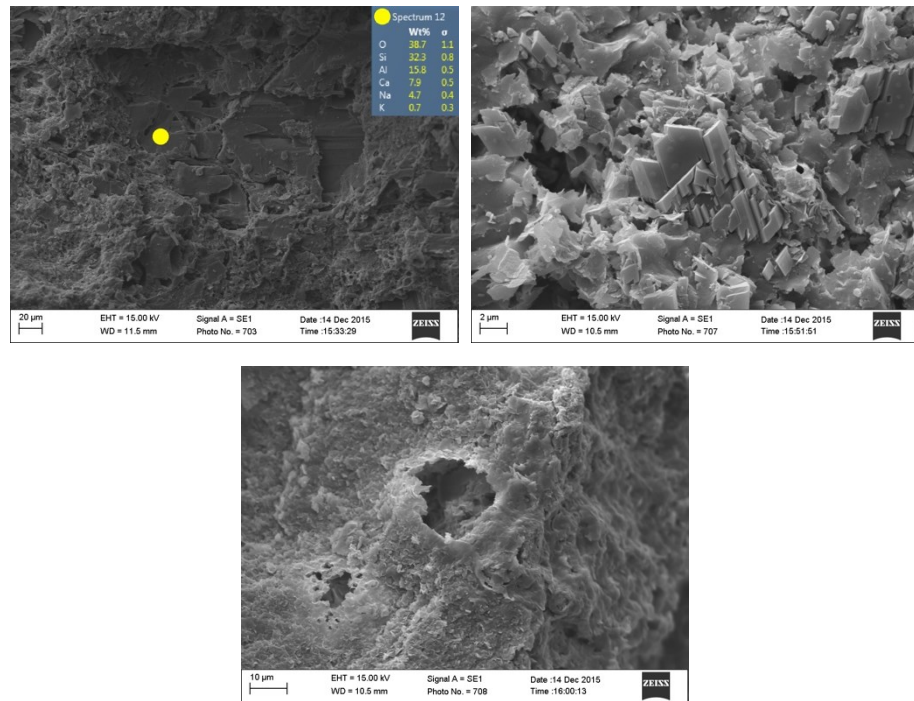 Spectrum 12
Wt% σ
O 38.7 1.1
Si 32.3 0.8
Al 15.8 0.5
Ca 7.9 0.5
Na 4.7 0.4
K 0.7 0.3
20 µm EHT = 15.00 kV Signal A = SE1 Date :14 Dec 2015 ZEISS
WD = 11.5 mm Photo No. = 703 Time :15:33:29
2 µm EHT = 15.00 kV Signal A = SE1 Date :14 Dec 2015 ZEISS
WD = 10.5 mm Photo No. = 707 Time :15:51:51
10 µm EHT = 15.00 kV Signal A = SE1 Date :14 Dec 2015 ZEISS
WD = 10.5 mm Photo No. = 708 Time :16:00:13